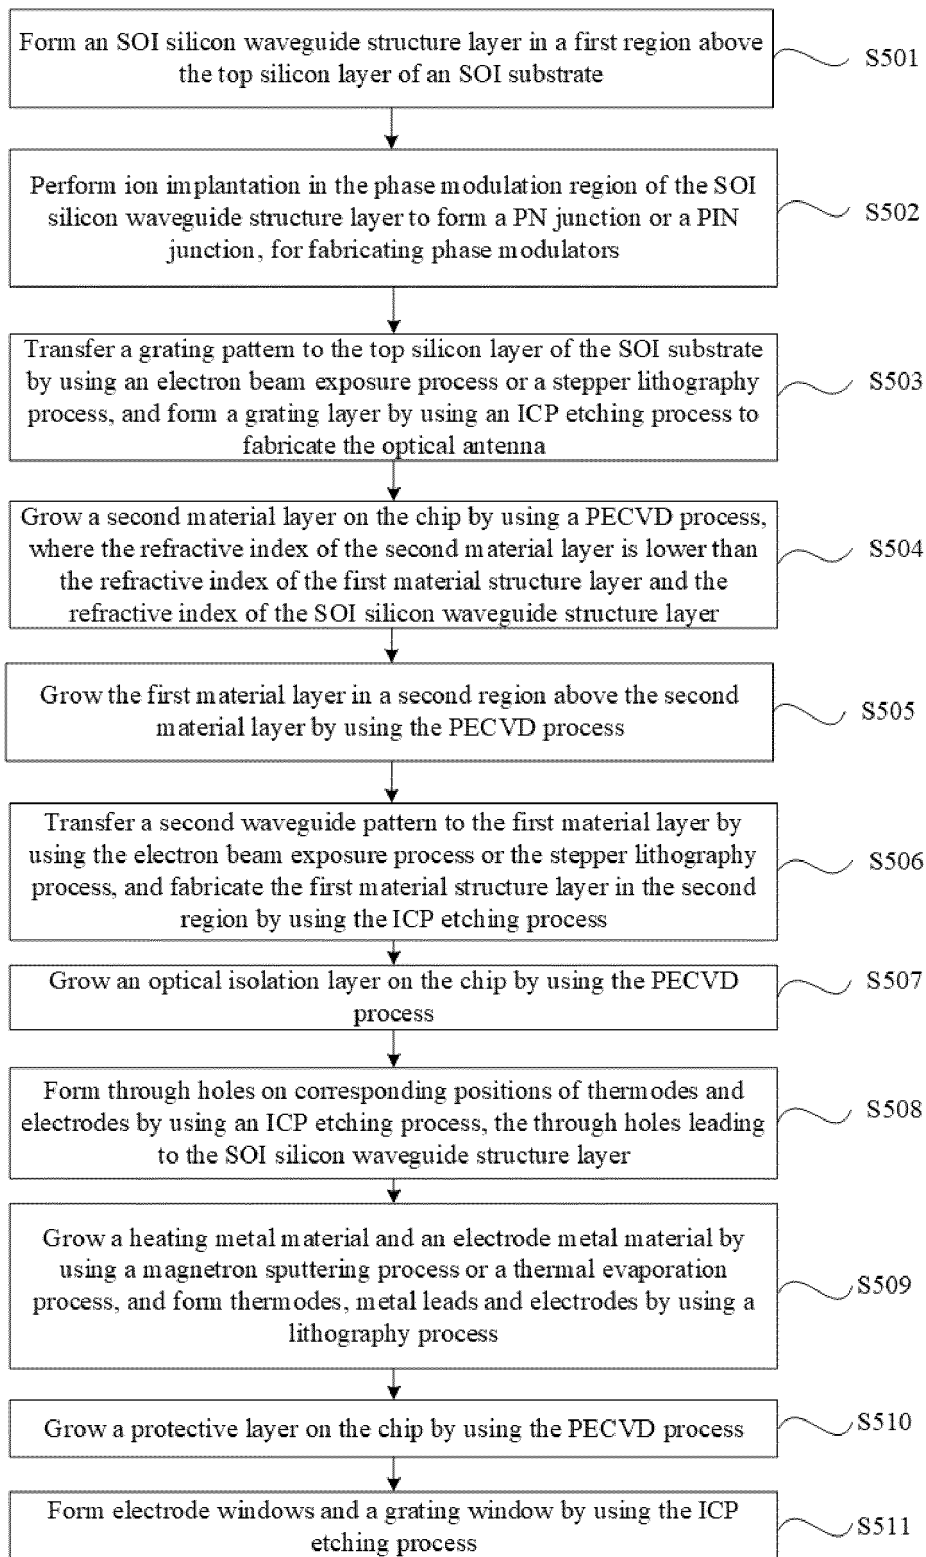 Form an SOI silicon waveguide structure layer in a first region above
the top silicon layer of an SOI substrate
S501
Perform ion implantation in the phase modulation region of the SOI
silicon waveguide structure layer to form a PN junction or a PIN
junction, for fabricating phase modulators
S502
Transfer a grating pattern to the top silicon layer of the SOI substrate
by using an electron beam exposure process or a stepper lithography
process, and form a grating layer by using an ICP etching process to
fabricate the optical antenna
S503
Grow a second material layer on the chip by using a PECVD process,
where the refractive index of the second material layer is lower than
the refractive index of the first material structure layer and the
refractive index of the SOI silicon waveguide structure layer
S504
Grow the first material layer in a second region above the second
material layer by using the PECVD process
S505
Transfer a second waveguide pattern to the first material layer by
using the electron beam exposure process or the stepper lithography
process, and fabricate the first material structure layer in the second
region by using the ICP etching process
S506
Grow an optical isolation layer on the chip by using the PECVD
process
S507
Form through holes on corresponding positions of thermodes and
electrodes by using an ICP etching process, the through holes leading
to the SOI silicon waveguide structure layer
S508
Grow a heating metal material and an electrode metal material by
using a magnetron sputtering process or a thermal evaporation
process, and form thermodes, metal leads and electrodes by using a
lithography process
S509
Grow a protective layer on the chip by using the PECVD process
S510
Form electrode windows and a grating window by using the ICP
etching process
S511